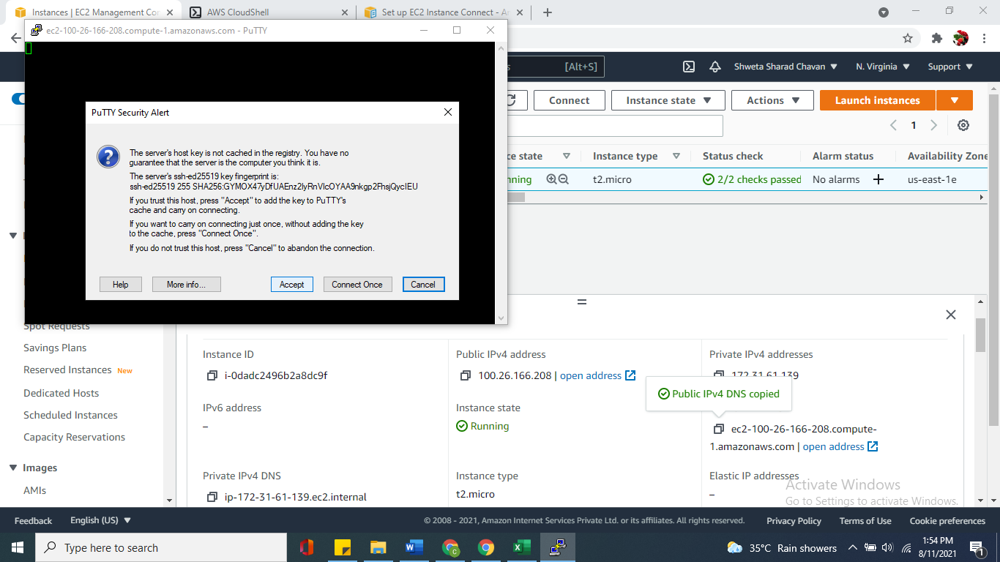 Instances | EC2 Management Con
AWS CloudShell
Set up EC2 Instance Connect - A
ec2-100-26-166-208.compute-1.amazonaws.com - PuTTY
[Alt+S]
Shweta Sharad Chavan
N. Virginia
Support
Connect
Instance state
Actions
Launch instances
1
PuTTY Security Alert
The server's host key is not cached in the registry. You have no
guarantee that the server is the computer you think it is.
The server's ssh-ed25519 key fingerprint is:
ssh-ed25519 255 SHA256:GYMOX47yDfUAEnz2lyRnVlcOYAA9nkgp2FhsjQycIEU
If you trust this host, press "Accept" to add the key to PuTTY's
cache and carry on connecting.
If you want to carry on connecting just once, without adding the key
to the cache, press "Connect Once".
If you do not trust this host, press "Cancel" to abandon the connection.
Help
More info...
Accept
Connect Once
Cancel
state
Instance type
Status check
Alarm status
Availability Zone
t2.micro
2/2 checks passed
No alarms
us-east-1e
Spot Requests
Savings Plans
Reserved Instances New
Dedicated Hosts
Scheduled Instances
Capacity Reservations
Images
AMIs
Instance ID
i-0dadc2496b2a8dc9f
Public IPv4 address
100.26.166.208 | open address
Private IPv4 addresses
172.31.61.139
Public IPv4 DNS copied
IPv6 address
–
Instance state
Running
ec2-100-26-166-208.compute-
1.amazonaws.com | open address
Private IPv4 DNS
ip-172-31-61-139.ec2.internal
Instance type
t2.micro
Elastic IP addresses
–
Activate Windows
Go to Settings to activate Windows.
Feedback
English (US)
© 2008 - 2021, Amazon Internet Services Private Ltd. or its affiliates. All rights reserved.
Privacy Policy
Terms of Use
Cookie preferences
Type here to search
35°C Rain showers
1:54 PM
8/11/2021
1